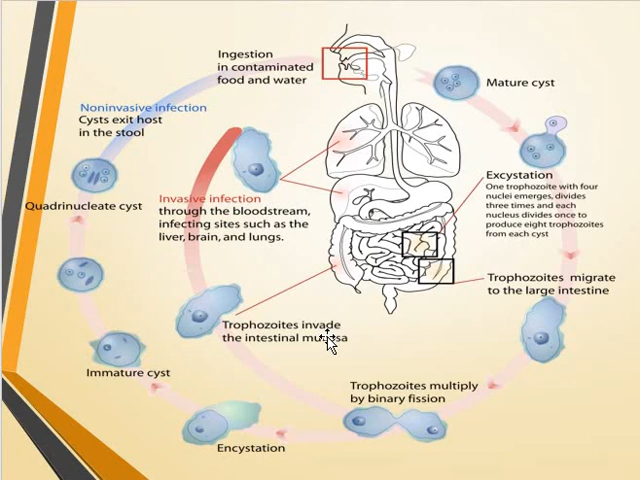 Ingestion
in contaminated
food and water
Mature cyst
Noninvasive infection
Cysts exit host
in the stool
Excystation
One trophozoite with four
nuclei emerges, divides
three times and each
nucleus divides once to
produce eight trophozoites
from each cyst
Quadrinucleate cyst
Invasive infection
through the bloodstream,
infecting sites such as the
liver, brain, and lungs.
Trophozoites migrate
to the large intestine
Trophozoites invade
the intestinal
Immature cyst
Trophozoites multiply
by binary fission
Encystation